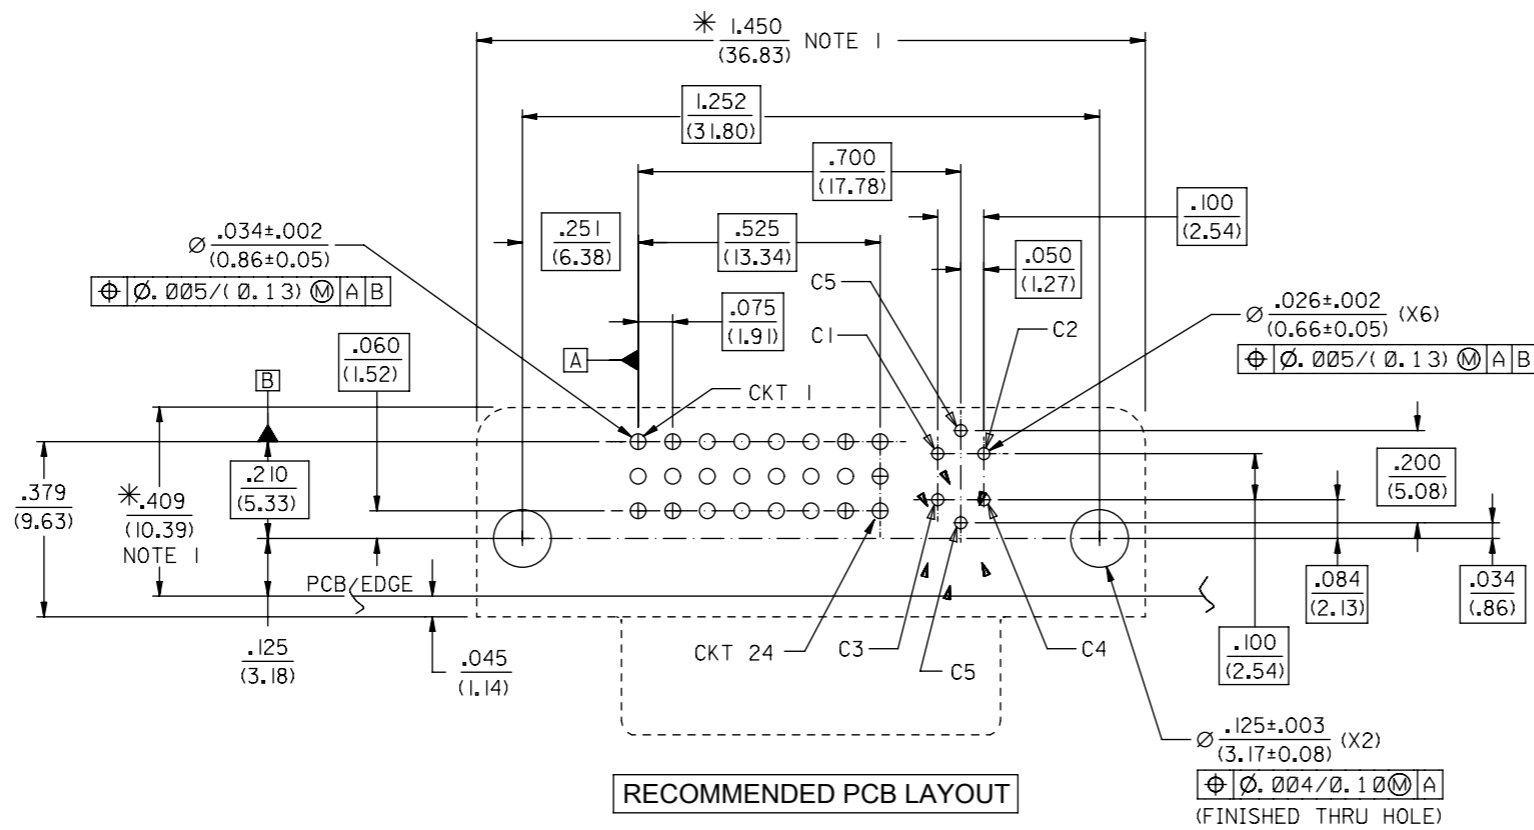 * 1.450 NOTE 1
(36.83)
1.252
(31.80)
.700
(17.78)
.100
(2.54)
.251
(6.38)
.525
(13.34)
.050
(1.27)
Ø .034±.002
(0.86±0.05)
⌖ Ø.005/(0.13) Ⓜ A B
C5
.075
(1.91)
Ø .026±.002 (X6)
(0.66±0.05)
⌖ Ø.005/(0.13) Ⓜ A B
C1
C2
.060
(1.52)
A
B
CKT 1
.379
(9.63)
* .409
(10.39)
NOTE 1
.210
(5.33)
.200
(5.08)
PCB/EDGE
.084
(2.13)
.034
(.86)
.125
(3.18)
.045
(1.14)
CKT 24
C3
C5
C4
.100
(2.54)
Ø .125±.003 (X2)
(3.17±0.08)
⌖ Ø.004/0.10 Ⓜ A
(FINISHED THRU HOLE)
RECOMMENDED PCB LAYOUT